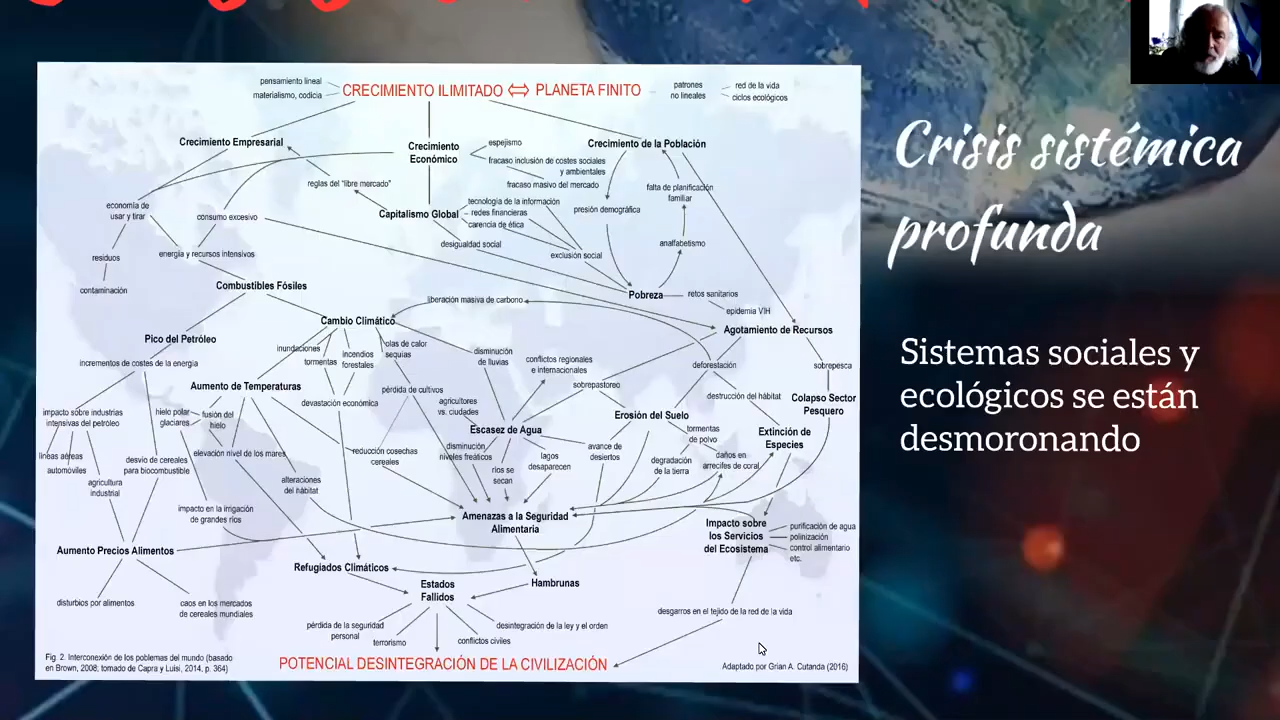 pensamiento lineal
materialismo, codicia
CRECIMIENTO ILIMITADO ⇔ PLANETA FINITO
patrones
no lineales
red de la vida
ciclos ecológicos
Crecimiento Empresarial
Crecimiento
Económico
espejismo
fracaso inclusión de costes sociales
y ambientales
fracaso masivo del mercado
Crecimiento de la Población
reglas del "libre mercado"
falta de planificación
familiar
economía de
usar y tirar
consumo excesivo
Capitalismo Global
tecnología de la información
redes financieras
carencia de ética
presión demográfica
desigualdad social
exclusión social
analfabetismo
residuos
energía y recursos intensivos
contaminación
Combustibles Fósiles
liberación masiva de carbono
Pobreza
retos sanitarios
epidemia VIH
Cambio Climático
Agotamiento de Recursos
Pico del Petróleo
inundaciones
tormentas
incendios
forestales
olas de calor
sequias
disminución
de lluvias
conflictos regionales
e internacionales
deforestación
sobrepesca
incrementos de costes de la energía
Aumento de Temperaturas
pérdida de cultivos
sobrepastoreo
destrucción del hábitat
Colapso Sector
Pesquero
devastación económica
agricultores
vs. ciudades
impacto sobre industrias
intensivas del petróleo
hielo polar
glaciares
fusión del
hielo
Escasez de Agua
Erosión del Suelo
tormentas
de polvo
Extinción de
Especies
líneas aéreas
automóviles
agricultura
industrial
desvío de cereales
para biocombustible
elevación nivel de los mares
reducción cosechas
cereales
disminución
niveles freáticos
ríos se
secan
lagos
desaparecen
avance de
desiertos
degradación
de la tierra
daños en
arrecifes de coral
alteraciones
del hábitat
impacto en la irrigación
de grandes ríos
Amenazas a la Seguridad
Alimentaria
Impacto sobre
los Servicios
del Ecosistema
purificación de agua
polinización
control alimentario
etc.
Aumento Precios Alimentos
Refugiados Climáticos
Estados
Fallidos
Hambrunas
disturbios por alimentos
caos en los mercados
de cereales mundiales
pérdida de la seguridad
personal
terrorismo
conflictos civiles
desintegración de la ley y el orden
desgarros en el tejido de la red de la vida
POTENCIAL DESINTEGRACIÓN DE LA CIVILIZACIÓN
Fig. 2. Interconexión de los poblemas del mundo (basado
en Brown, 2008; tomado de Capra y Luisi, 2014, p. 364)
Adaptado por Grian A. Cutanda (2016)
Crisis sistémica
profunda
Sistemas sociales y
ecológicos se están
desmoronando